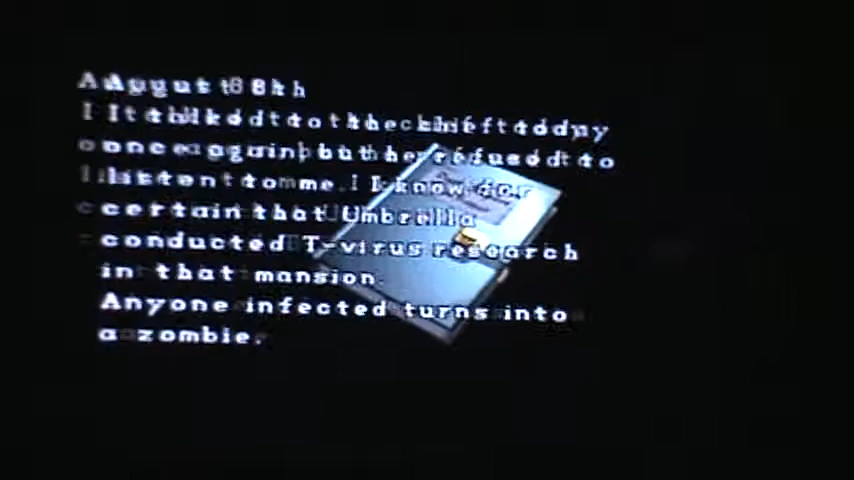 August 8th
I talked to the chief today
once again, but he refused to
listen to me. I know for
certain that Umbrella
conducted T-virus research
in that mansion.
Anyone infected turns into
a zombie.